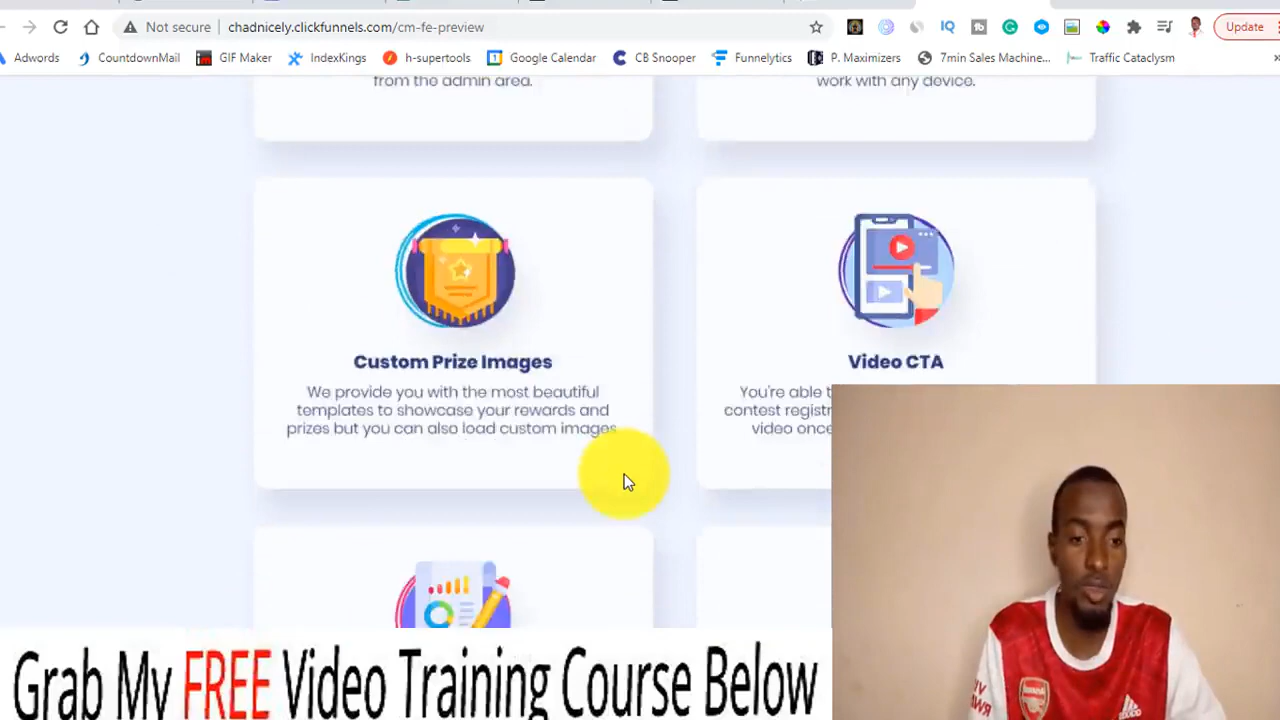 Not secure
chadnicely.clickfunnels.com/cm-fe-preview
IQ
Update
Adwords
CountdownMail
GIF Maker
IndexKings
h-supertools
Google Calendar
CB Snooper
Funnelytics
P. Maximizers
7min Sales Machine...
Traffic Cataclysm
from the admin area.
work with any device.
Custom Prize Images
We provide you with the most beautiful
templates to showcase your rewards and
prizes but you can also load custom images.
Video CTA
You're able t
contest registr
video once
Grab My FREE Video Training Course Below